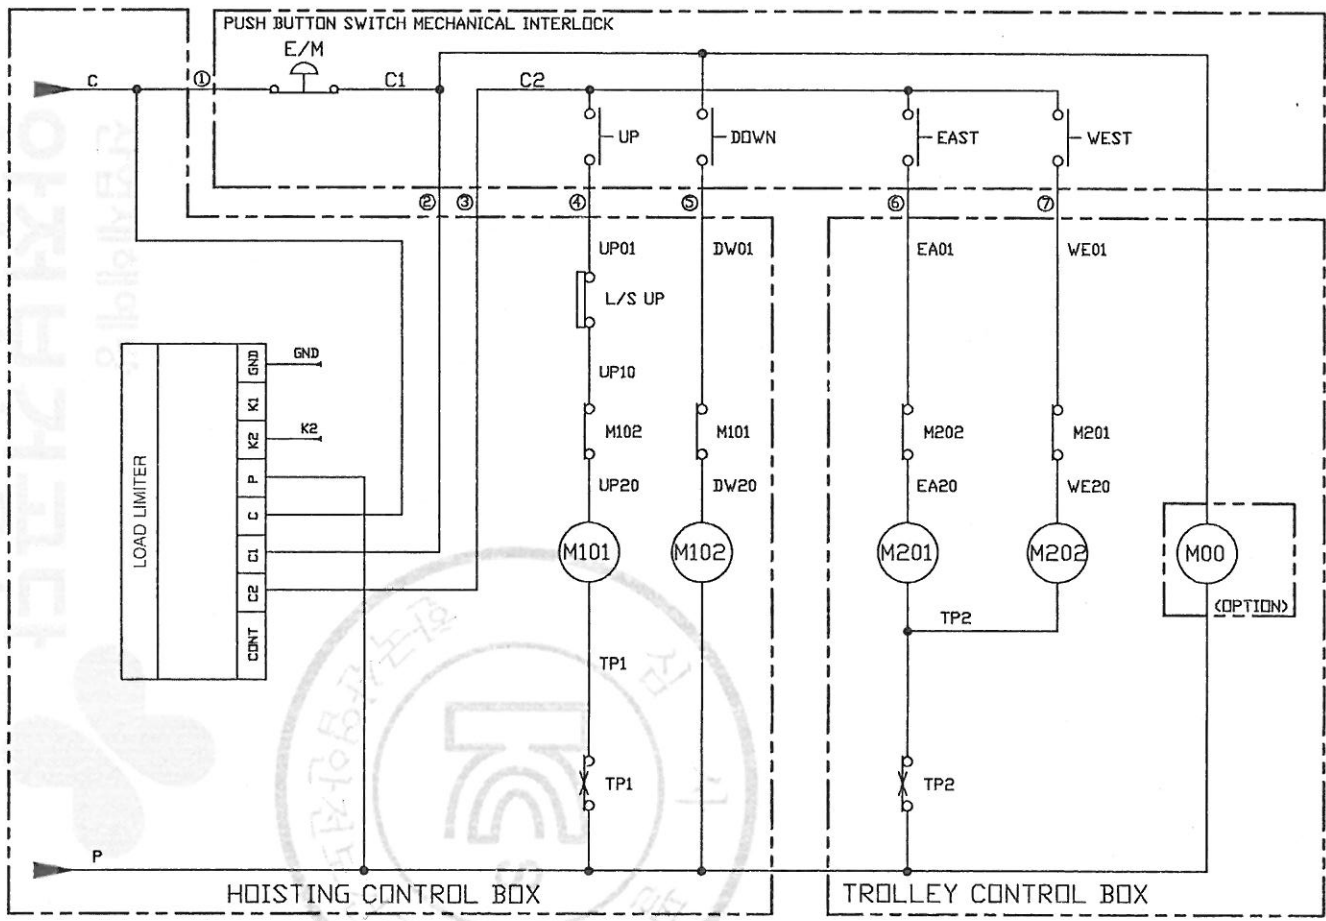 PUSH BUTTON SWITCH MECHANICAL INTERLOCK
E/M
C
①
C1
C2
UP
DOWN
EAST
WEST
②
③
④
⑤
⑥
⑦
UP01
DW01
EA01
WE01
L/S UP
UP10
GND
GND
K1
K2
K2
P
C
C1
C2
CONT
LOAD LIMITER
M102
M101
M202
M201
UP20
DW20
EA20
WE20
M101
M102
M201
M202
M00
(OPTION)
TP2
TP1
TP1
TP2
P
HOISTING CONTROL BOX
TROLLEY CONTROL BOX